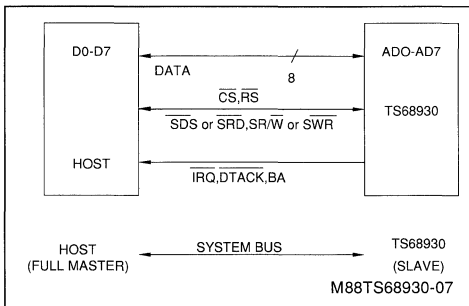 D0-D7
ADO-AD7
DATA
8
CS,RS
TS68930
SDS or SRD,SR/W or SWR
HOST
IRQ,DTACK,BA
HOST
(FULL MASTER)
SYSTEM BUS
TS68930
(SLAVE)
M88TS68930-07